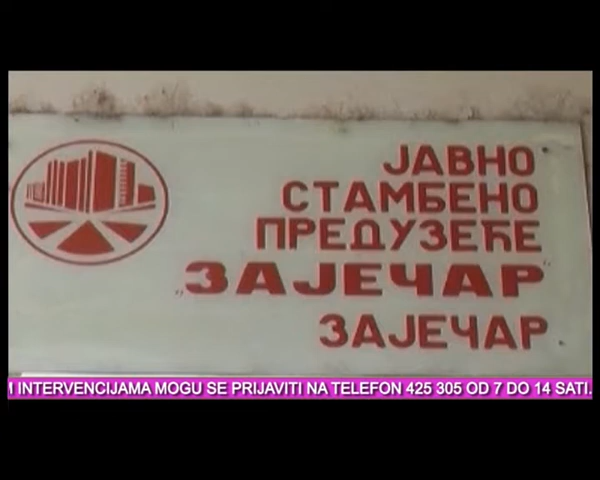 ЈАВНО
СТАМБЕНО
ПРЕДУЗЕЋЕ
„ЗАЈЕЧАР"
ЗАЈЕЧАР
INTERVENCIJAMA MOGU SE PRIJAVITI NA TELEFON 425 305 OD 7 DO 14 SATI.